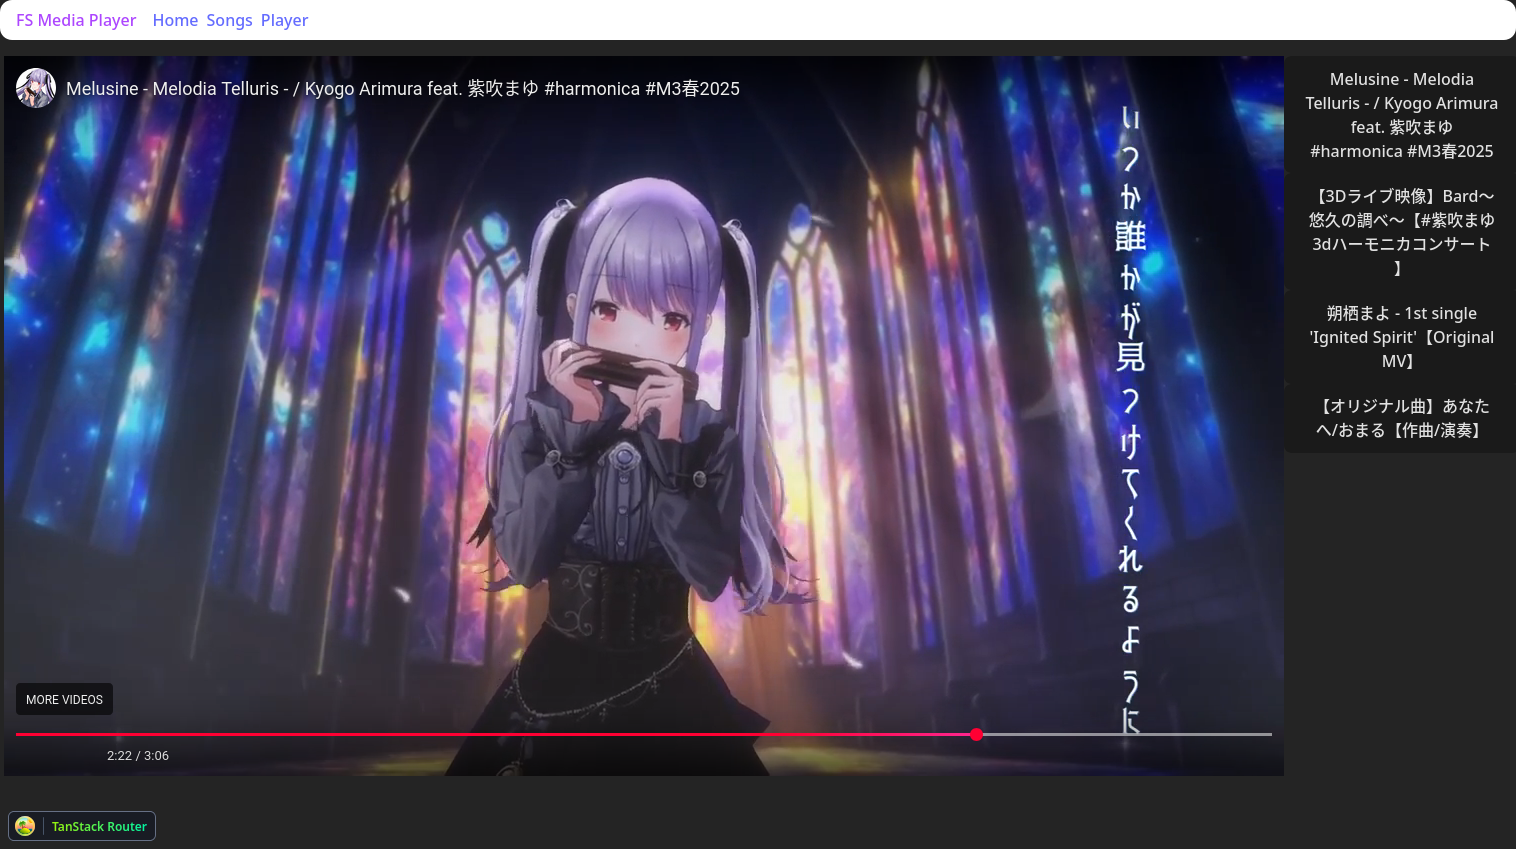 FS Media Player Home Songs Player
Melusine - Melodia Telluris - / Kyogo Arimura feat. 紫吹まゆ #harmonica #M3春2025
いつか誰かが見つけてくれるように
MORE VIDEOS
2:22 / 3:06
Melusine - Melodia
Telluris - / Kyogo Arimura
feat. 紫吹まゆ
#harmonica #M3春2025
【3Dライブ映像】Bard～
悠久の調べ～【#紫吹まゆ
3dハーモニカコンサート
】
朔栖まよ - 1st single
'Ignited Spirit'【Original
MV】
【オリジナル曲】あなた
へ/おまる【作曲/演奏】
TanStack Router